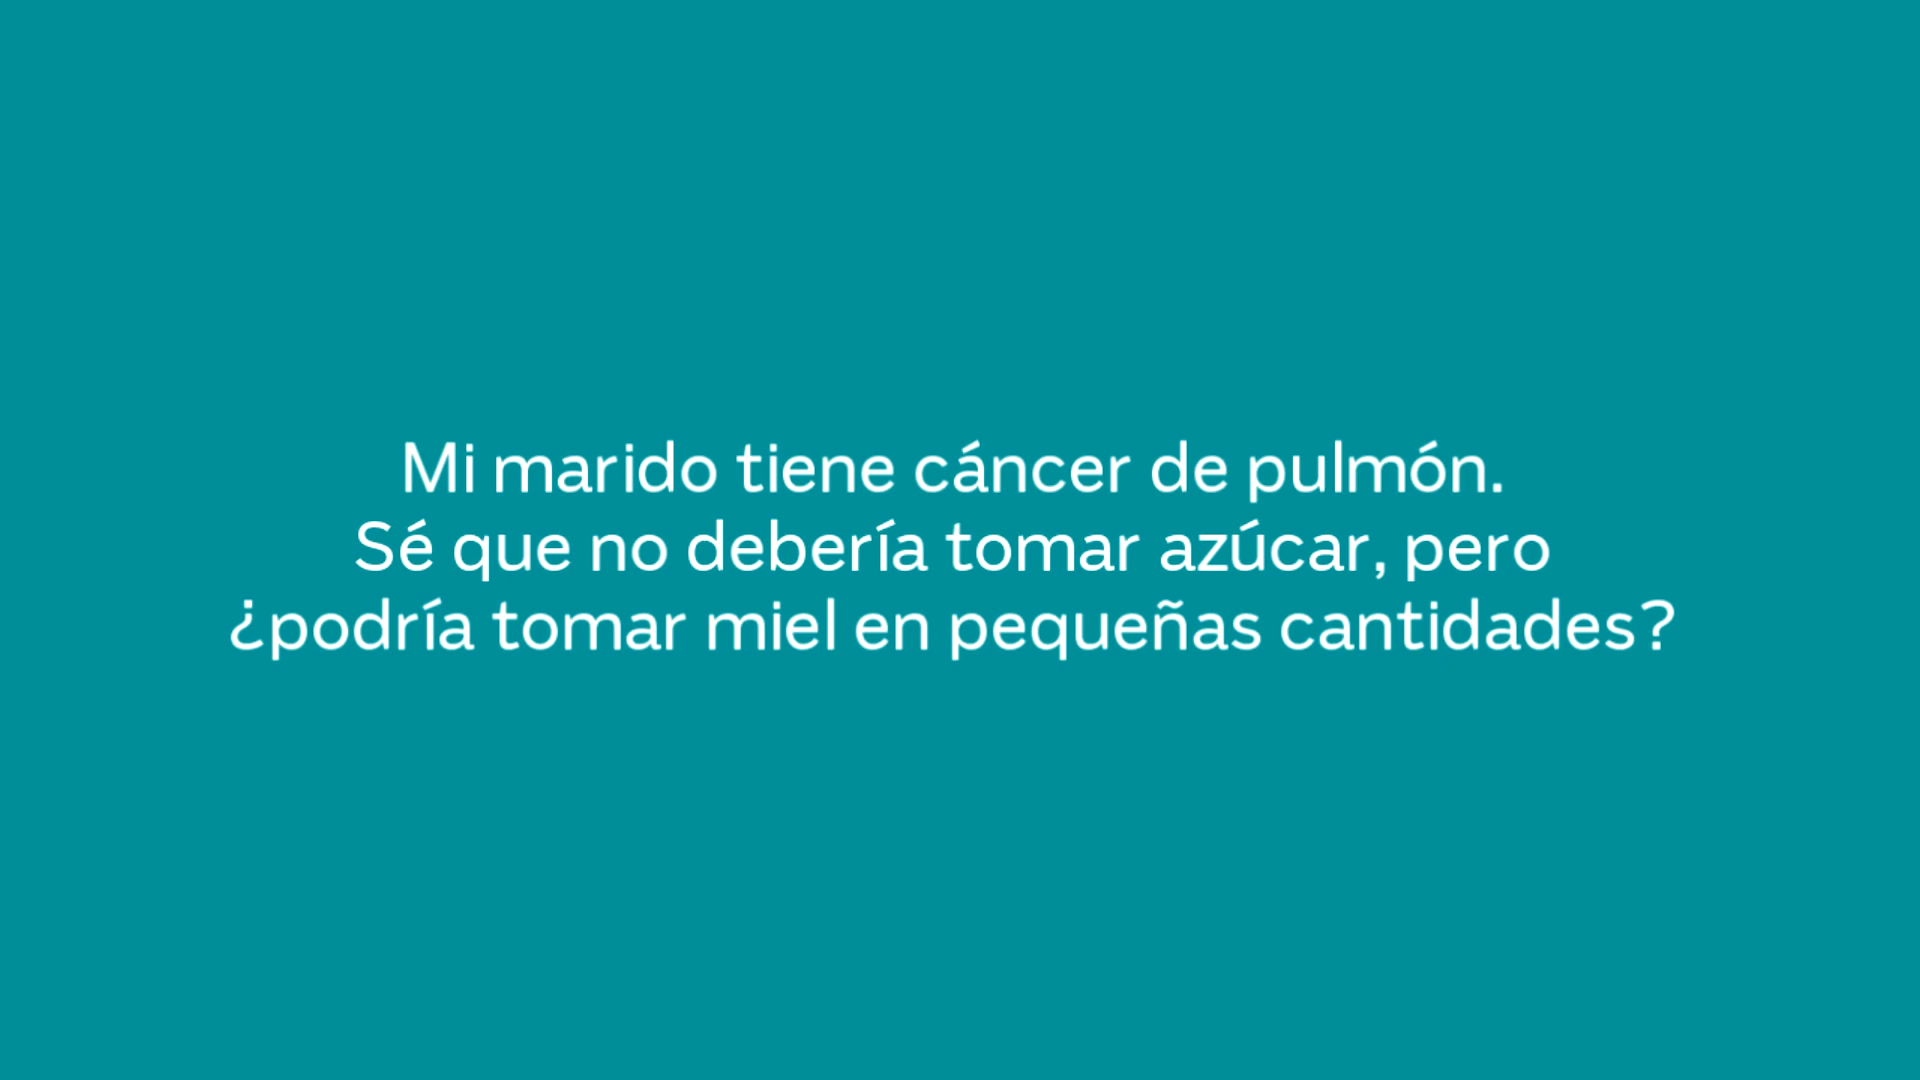 Mi marido tiene cáncer de pulmón.
Sé que no debería tomar azúcar, pero
¿podría tomar miel en pequeñas cantidades?